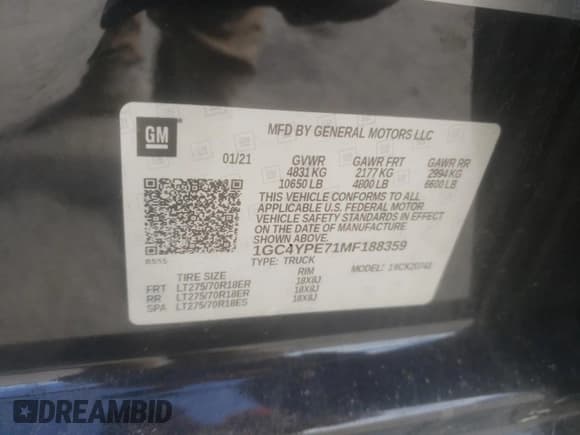 GM
MFD BY GENERAL MOTORS LLC
01/21 GVWR GAWR FRT GAWR RR
4831 KG 2177 KG 2994 KG
10650 LB 4800 LB 6600 LB
THIS VEHICLE CONFORMS TO ALL
APPLICABLE U.S. FEDERAL MOTOR
VEHICLE SAFETY STANDARDS IN EFFECT
ON THE DATE OF MANUFACTURE
SHOWN ABOVE.
1GC4YPE71MF188359
TYPE: TRUCK MODEL:
TIRE SIZE RIM
FRT LT275/70R18ER 18X8J
RR LT275/70R18ER 18X8J
SPA LT275/70R18ES 18X8J
DREAMBID